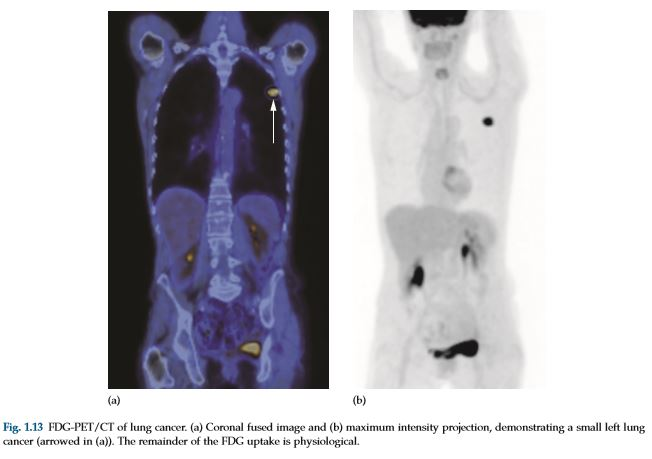 (a)
(b)
Fig. 1.13 FDG-PET/CT of lung cancer. (a) Coronal fused image and (b) maximum intensity projection, demonstrating a small left lung
cancer (arrowed in (a)). The remainder of the FDG uptake is physiological.